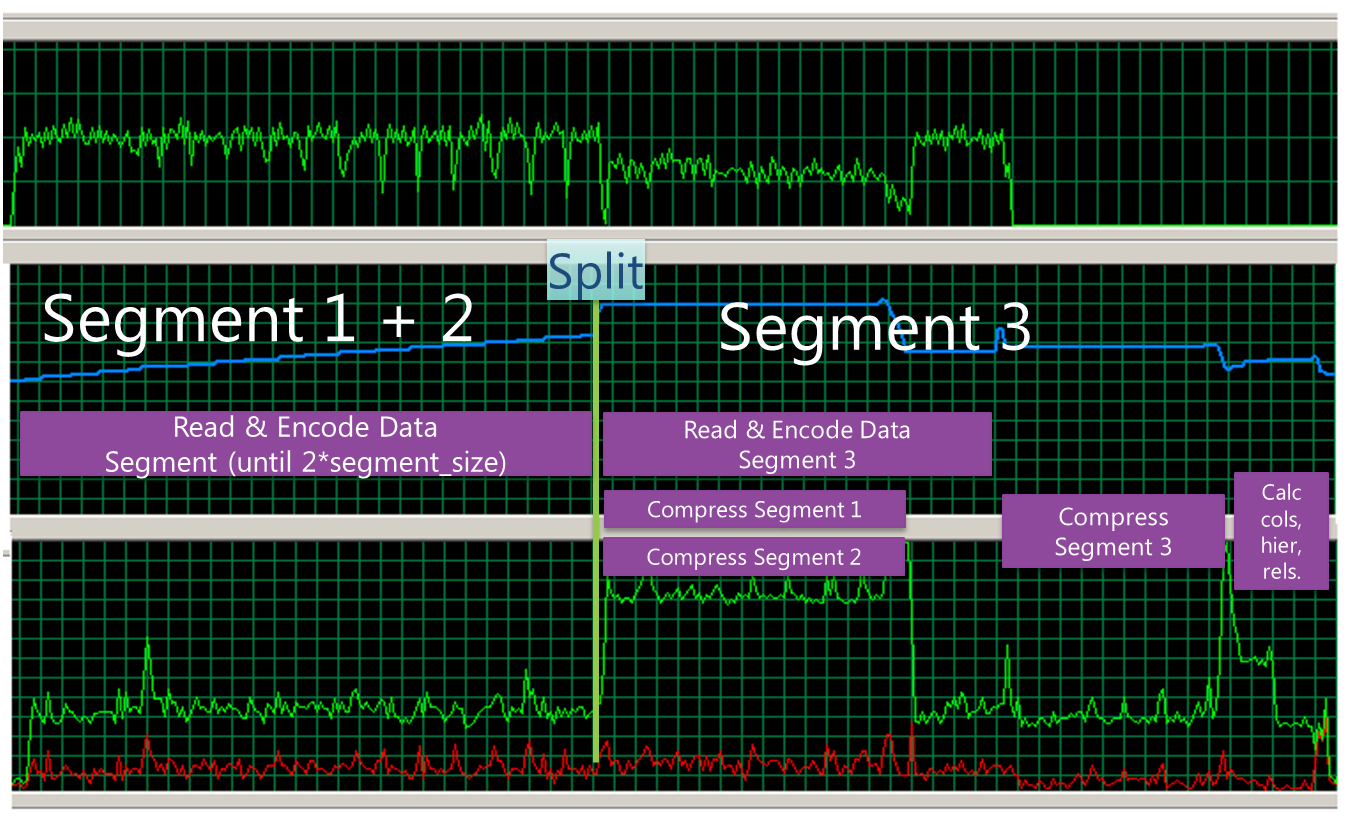 Split
Segment 1 + 2
Segment 3
Read & Encode Data
Segment (until 2*segment_size)
Read & Encode Data
Segment 3
Compress Segment 1
Compress Segment 2
Compress
Segment 3
Calc
cols,
hier,
rels.